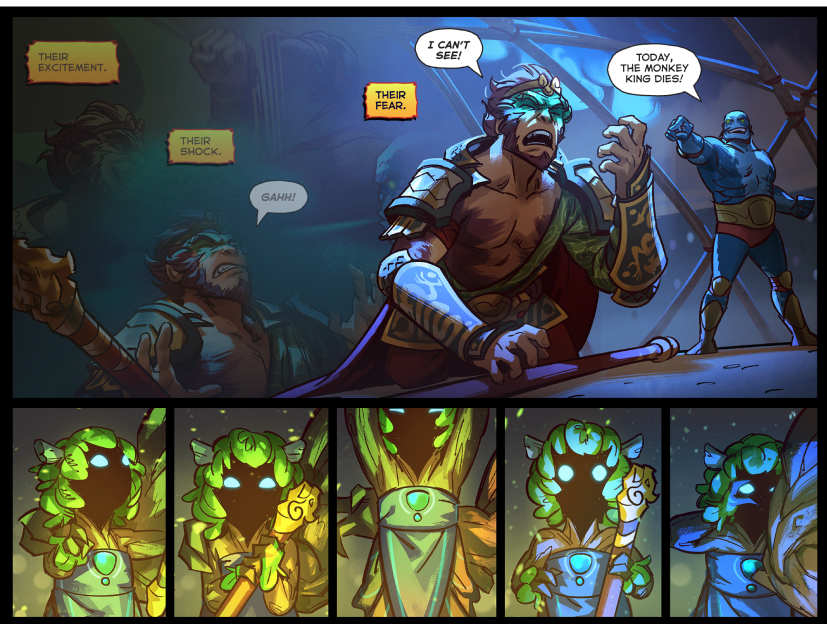 THEIR
EXCITEMENT.
THEIR
SHOCK.
GAHH!
THEIR
FEAR.
I CAN'T
SEE!
TODAY,
THE MONKEY
KING DIES!